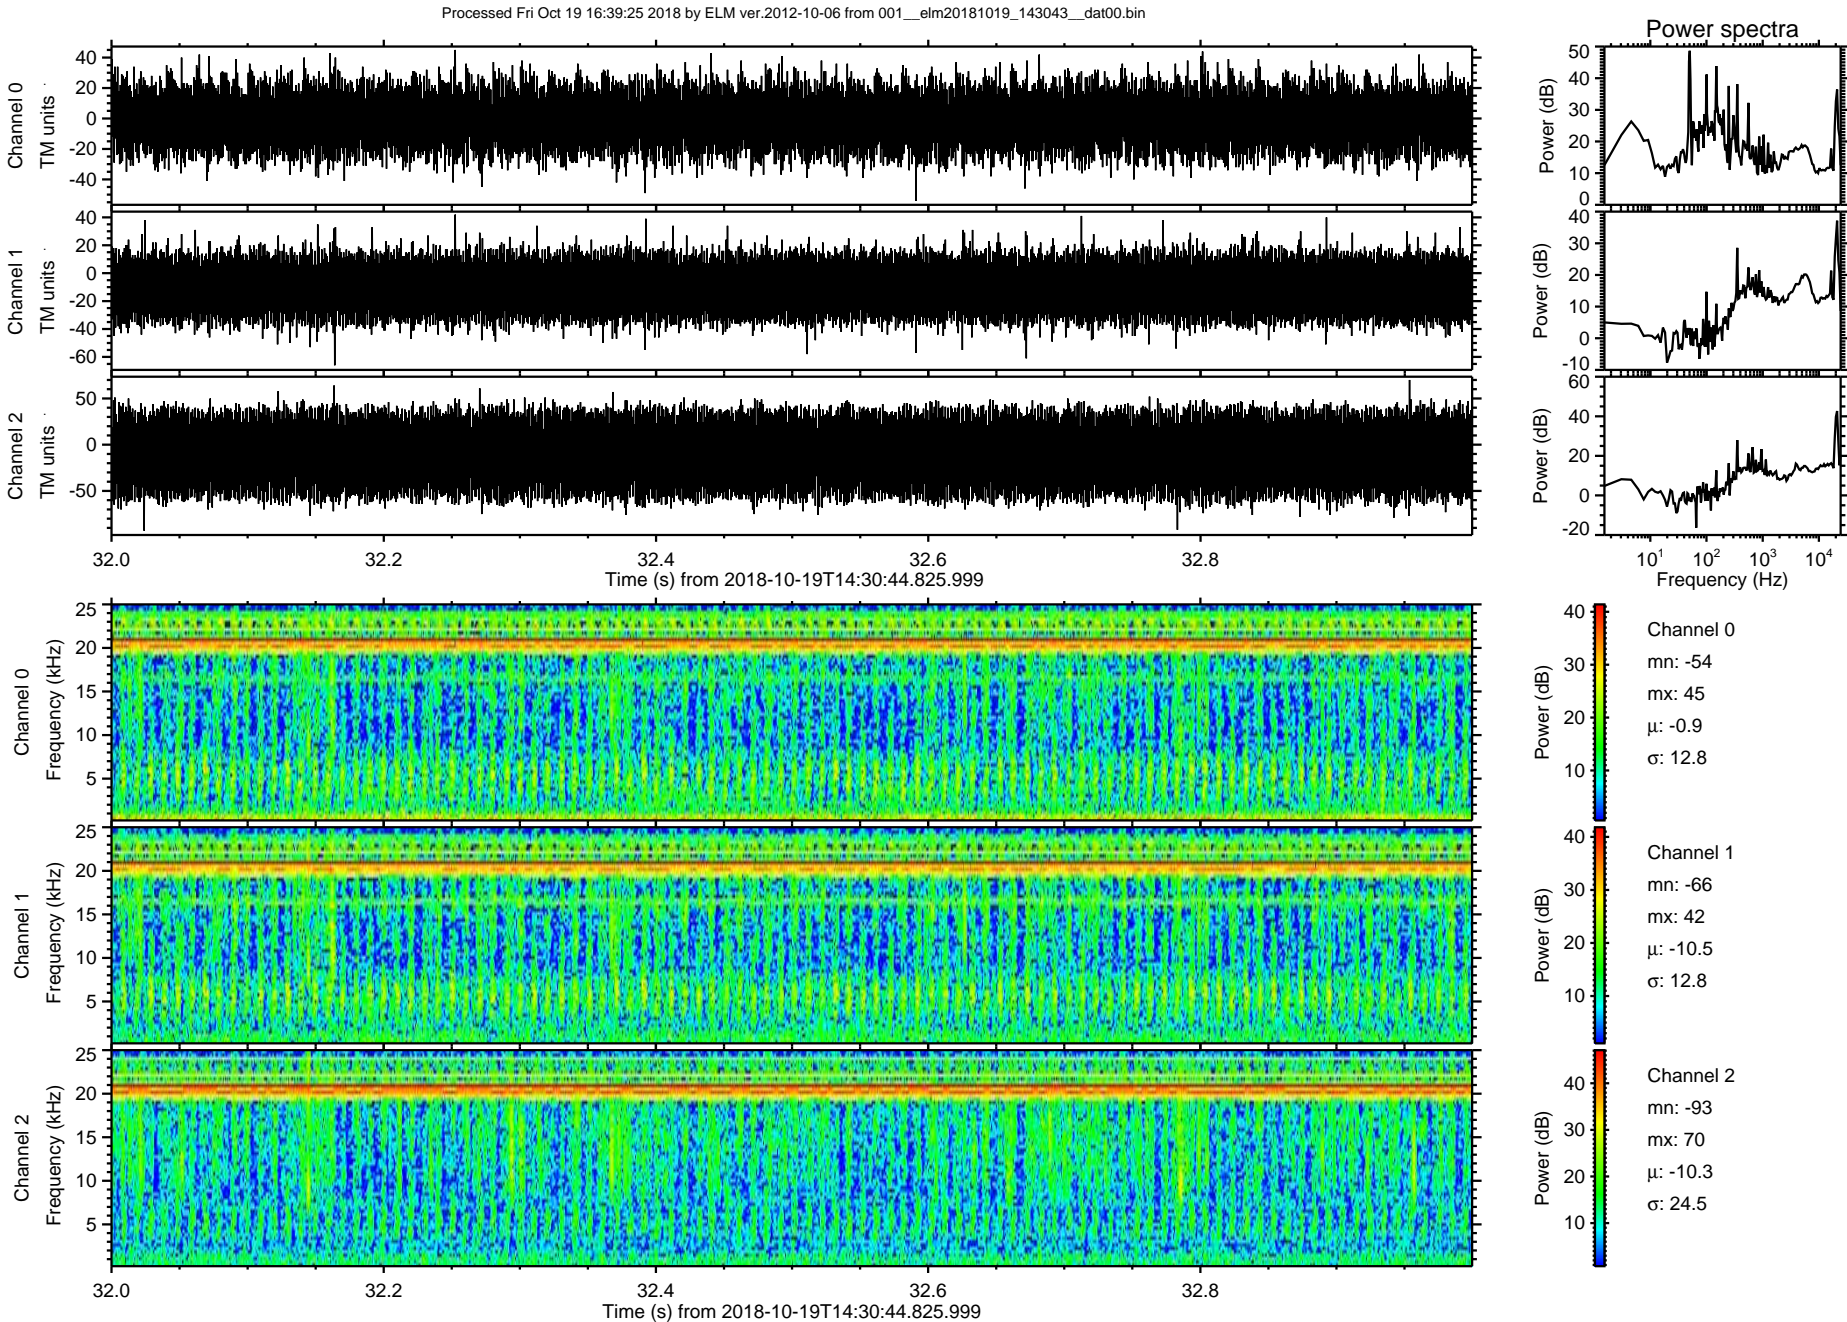 Processed Fri Oct 19 16:39:25 2018 by ELM ver.2012-10-06 from 001__elm20181019_143043__dat00.bin
Power spectra
Channel 0
TM units
40
20
0
-20
-40
Power (dB)
50
40
30
20
10
0
Channel 1
TM units
40
20
0
-20
-40
-60
Power (dB)
40
30
20
10
0
-10
Channel 2
TM units
50
0
-50
Power (dB)
60
40
20
0
-20
32.0
32.2
32.4
32.6
32.8
Time (s) from 2018-10-19T14:30:44.825.999
10^1
10^2
10^3
10^4
Frequency (Hz)
Channel 0
Frequency (kHz)
25
20
15
10
5
Power (dB)
40
30
20
10
Channel 0
mn: -54
mx: 45
μ: -0.9
σ: 12.8
Channel 1
Frequency (kHz)
25
20
15
10
5
Power (dB)
40
30
20
10
Channel 1
mn: -66
mx: 42
μ: -10.5
σ: 12.8
Channel 2
Frequency (kHz)
25
20
15
10
5
Power (dB)
40
30
20
10
Channel 2
mn: -93
mx: 70
μ: -10.3
σ: 24.5
32.0
32.2
32.4
32.6
32.8
Time (s) from 2018-10-19T14:30:44.825.999